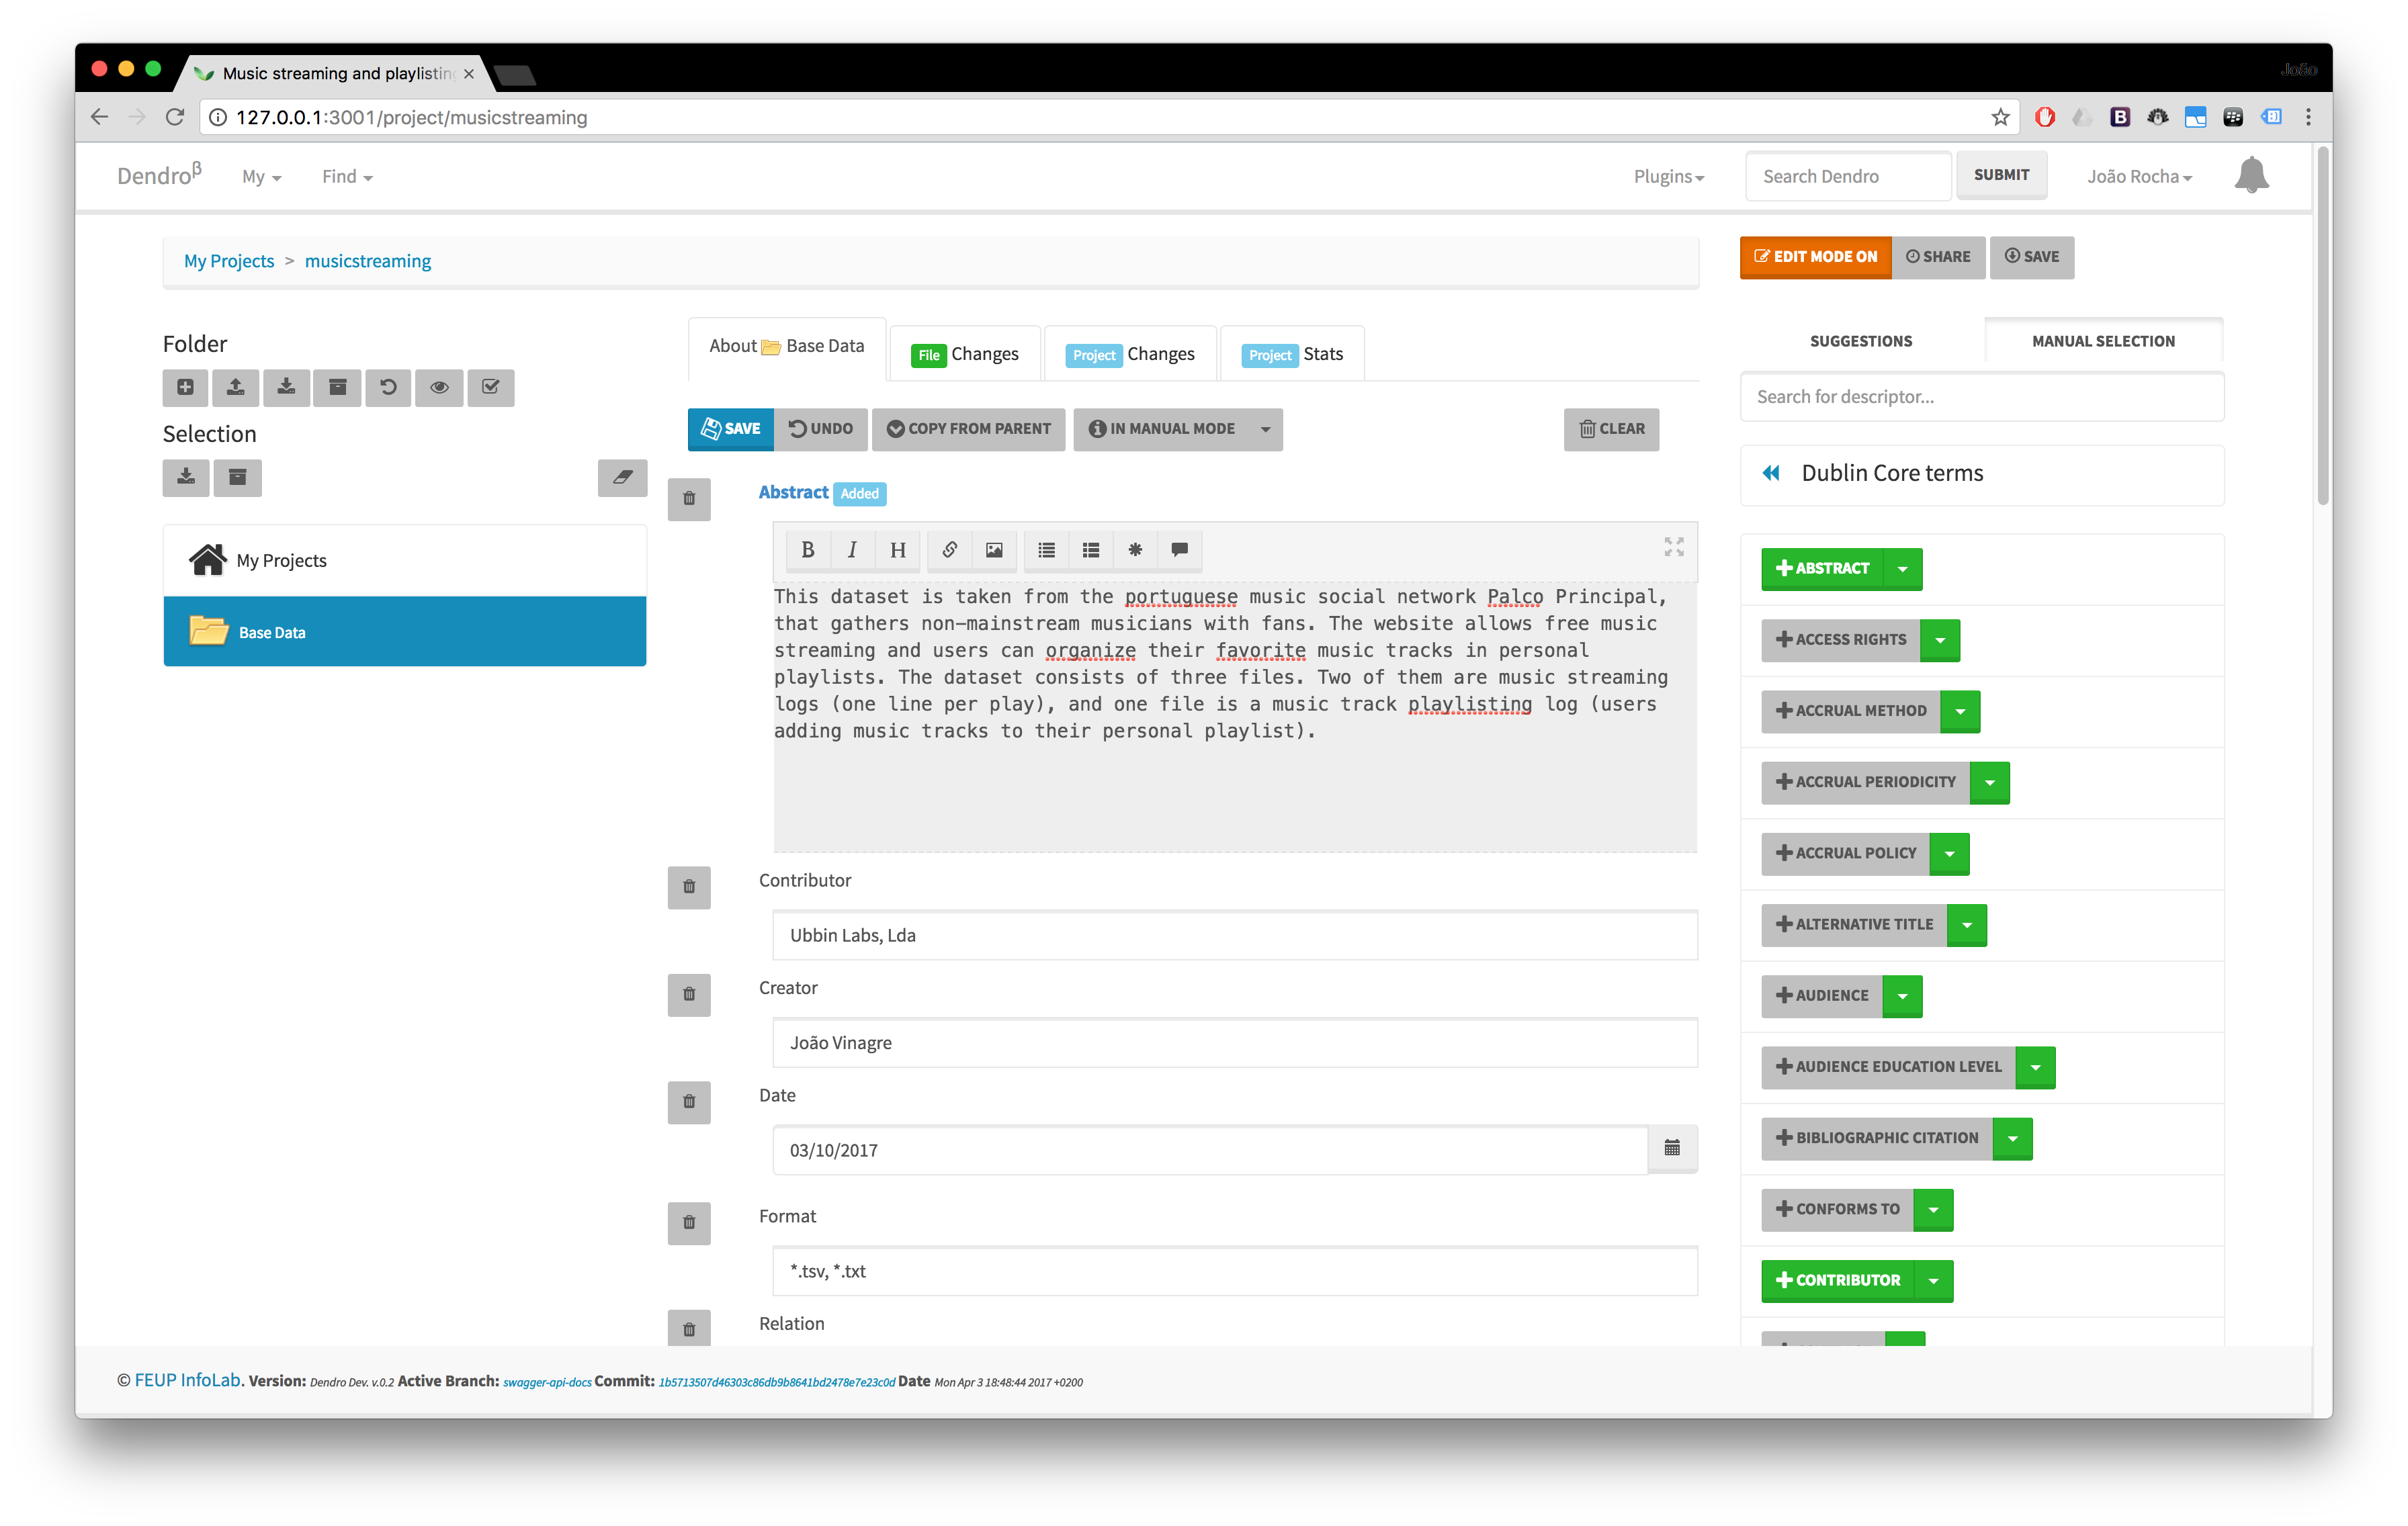 Music streaming and playlisting
João
127.0.0.1:3001/project/musicstreaming
Dendroβ My Find Plugins Search Dendro SUBMIT João Rocha
My Projects > musicstreaming
EDIT MODE ON SHARE SAVE
Folder
Selection
My Projects
Base Data
About Base Data File Changes Project Changes Project Stats
SAVE UNDO COPY FROM PARENT IN MANUAL MODE CLEAR
Abstract Added
B I H
This dataset is taken from the portuguese music social network Palco Principal,
that gathers non-mainstream musicians with fans. The website allows free music
streaming and users can organize their favorite music tracks in personal
playlists. The dataset consists of three files. Two of them are music streaming
logs (one line per play), and one file is a music track playlisting log (users
adding music tracks to their personal playlist).
Contributor
Ubbin Labs, Lda
Creator
João Vinagre
Date
03/10/2017
Format
*.tsv, *.txt
Relation
SUGGESTIONS MANUAL SELECTION
Search for descriptor...
Dublin Core terms
ABSTRACT
ACCESS RIGHTS
ACCRUAL METHOD
ACCRUAL PERIODICITY
ACCRUAL POLICY
ALTERNATIVE TITLE
AUDIENCE
AUDIENCE EDUCATION LEVEL
BIBLIOGRAPHIC CITATION
CONFORMS TO
CONTRIBUTOR
© FEUP InfoLab. Version: Dendro Dev. v.0.2 Active Branch: swagger-api-docs Commit: 1b5713507d46303c86db9b8641bd2478e7e23c0d Date Mon Apr 3 18:48:44 2017 +0200